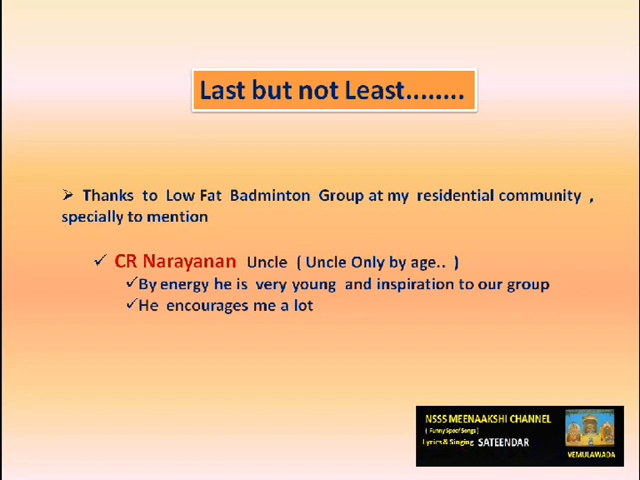 Last but not Least........
Thanks to Low Fat Badminton Group at my residential community ,
specially to mention
CR Narayanan Uncle ( Uncle Only by age.. )
By energy he is very young and inspiration to our group
He encourages me a lot
NSSS MEENAAKSHI CHANNEL
( Funny Spoof Songs )
Lyrics & Singing SATEENDAR
VEMULAWADA